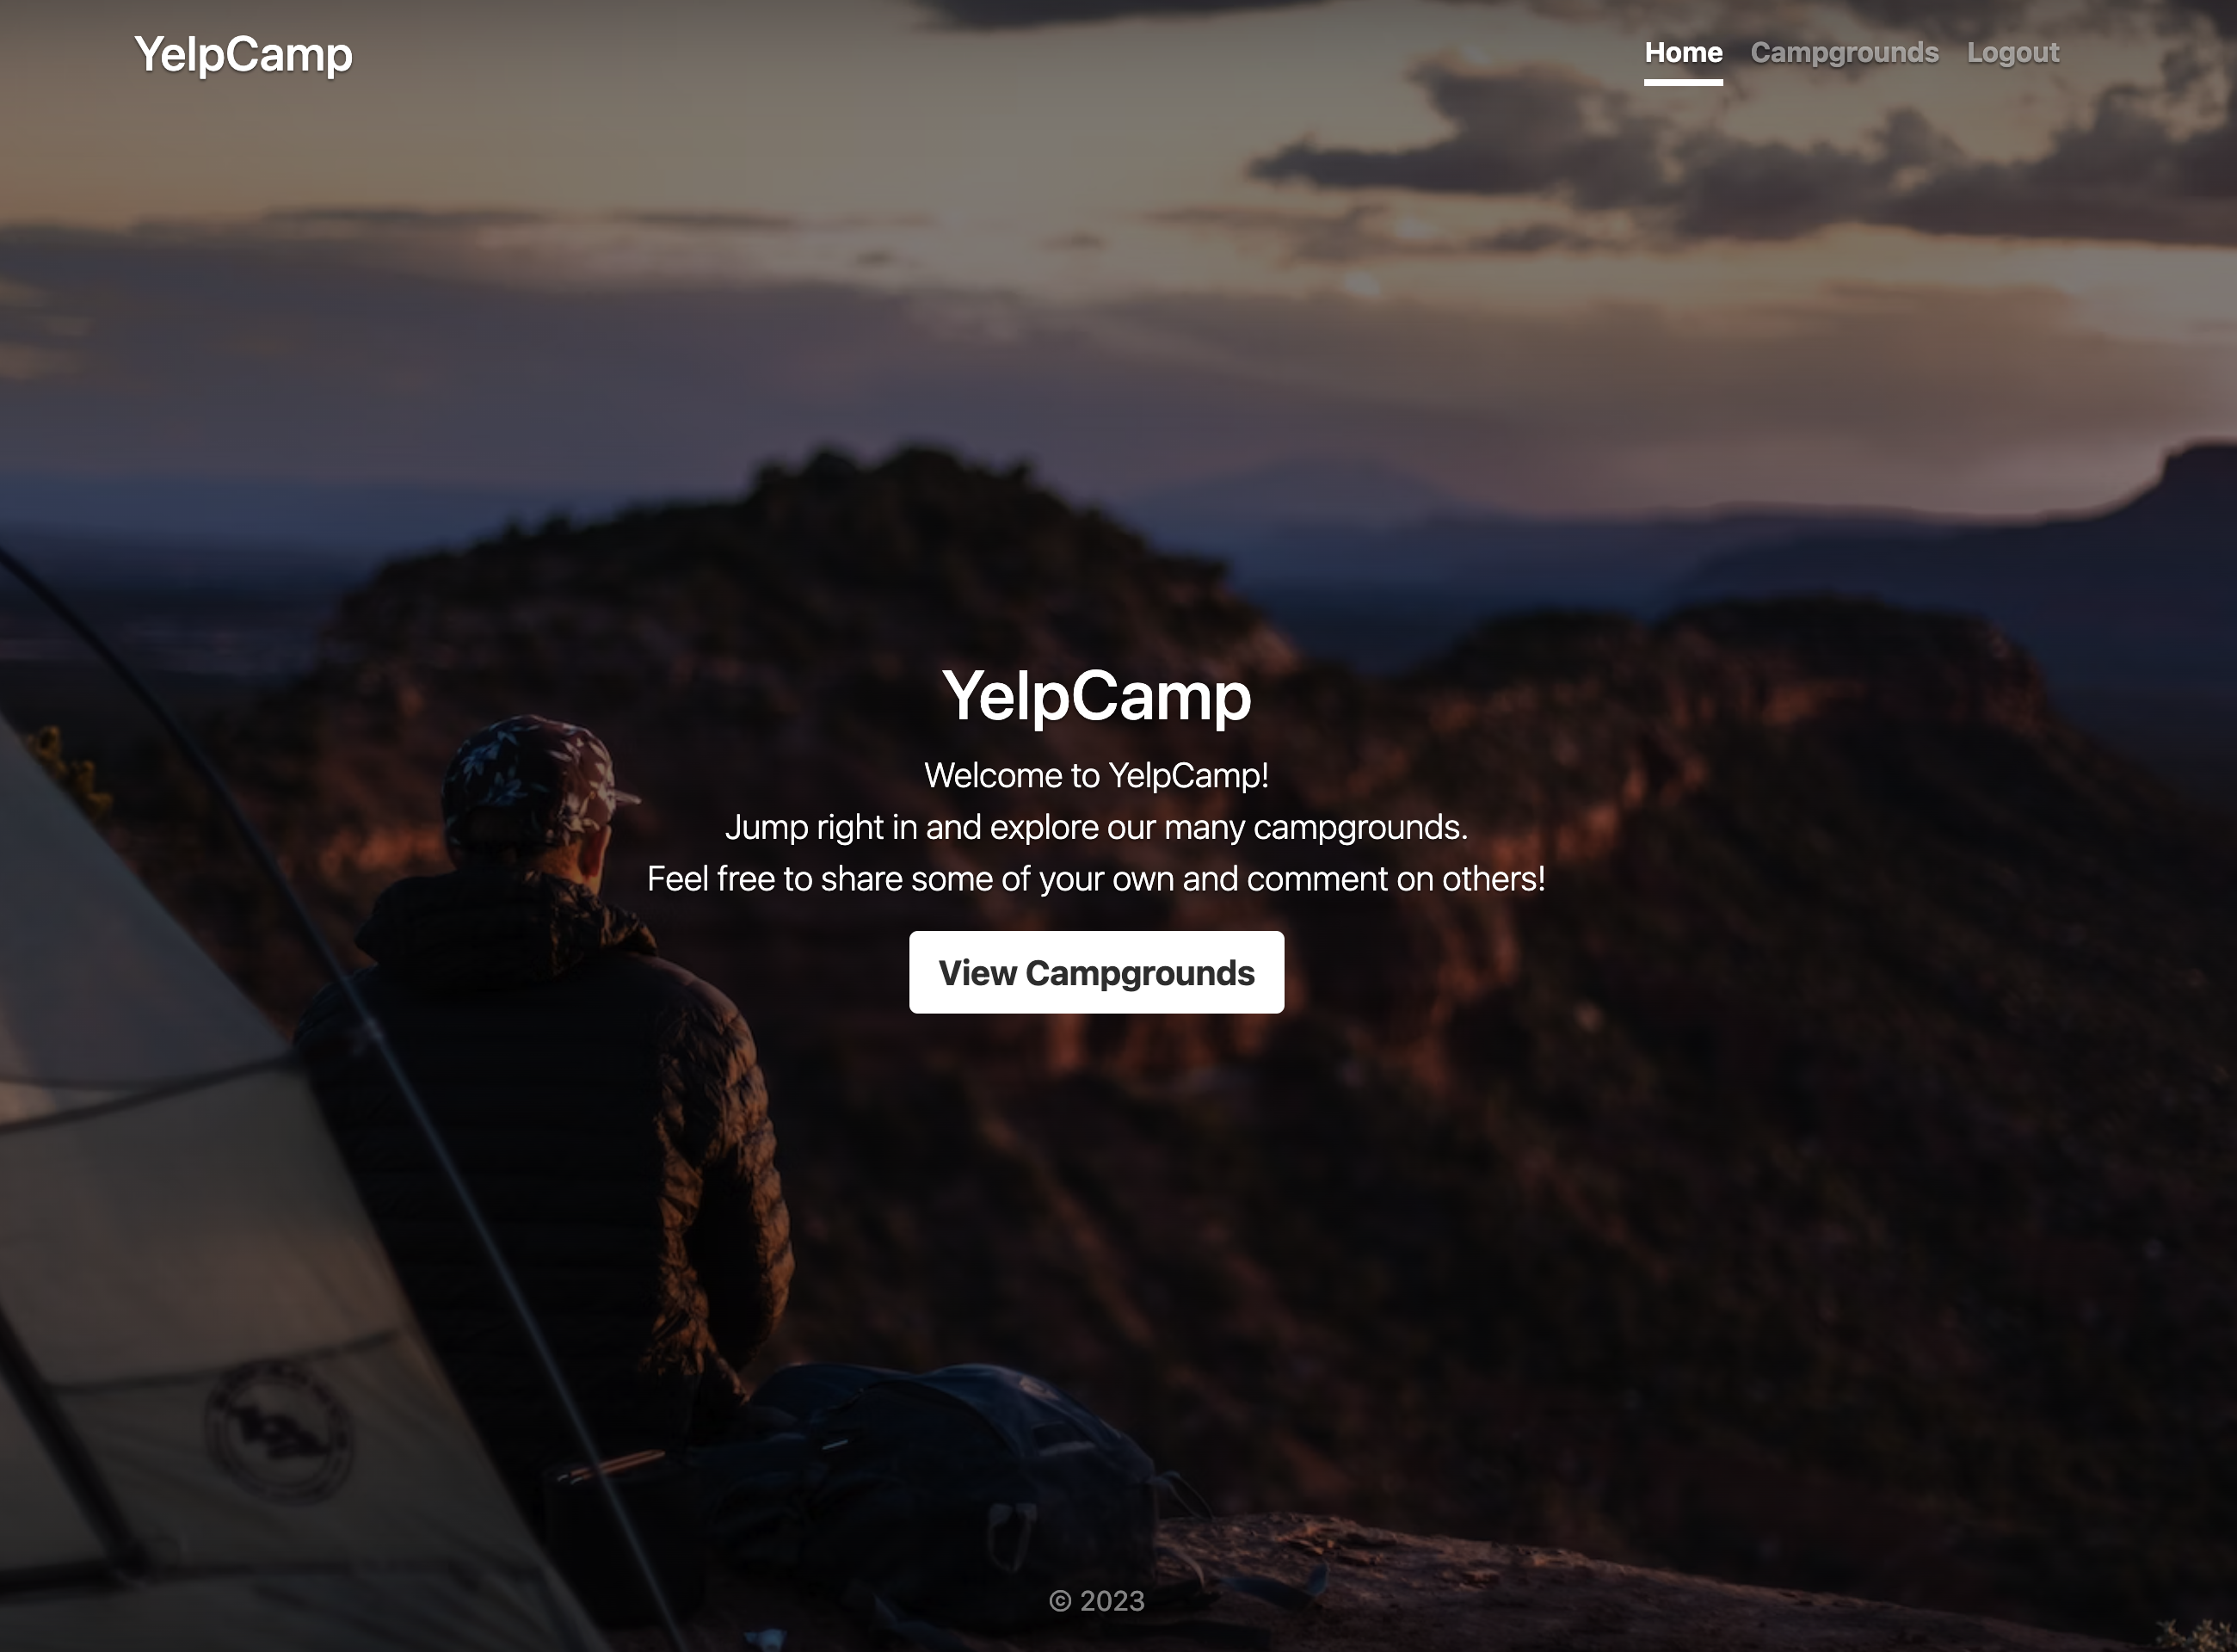 YelpCamp
Home Campgrounds Logout
YelpCamp
Welcome to YelpCamp!
Jump right in and explore our many campgrounds.
Feel free to share some of your own and comment on others!
View Campgrounds
© 2023